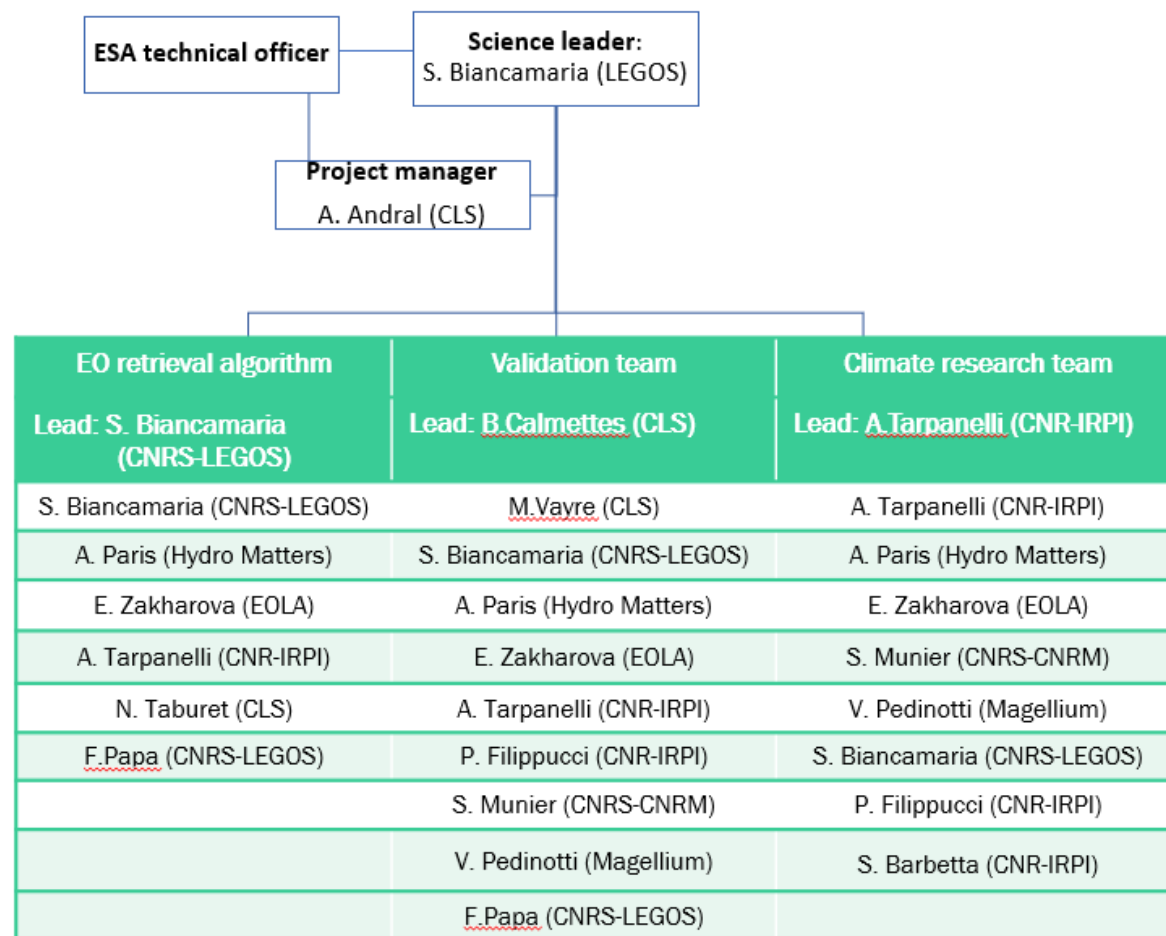 ESA technical officer
Science leader:
S. Biancamaria (LEGOS)
Project manager
A. Andral (CLS)
EO retrieval algorithm
Validation team
Climate research team
Lead: S. Biancamaria
(CNRS-LEGOS)
Lead: B.Calmettes (CLS)
Lead: A.Tarpanelli (CNR-IRPI)
S. Biancamaria (CNRS-LEGOS)
M.Vayre (CLS)
A. Tarpanelli (CNR-IRPI)
A. Paris (Hydro Matters)
S. Biancamaria (CNRS-LEGOS)
A. Paris (Hydro Matters)
E. Zakharova (EOLA)
A. Paris (Hydro Matters)
E. Zakharova (EOLA)
A. Tarpanelli (CNR-IRPI)
E. Zakharova (EOLA)
S. Munier (CNRS-CNRM)
N. Taburet (CLS)
A. Tarpanelli (CNR-IRPI)
V. Pedinotti (Magellium)
F.Papa (CNRS-LEGOS)
P. Filippucci (CNR-IRPI)
S. Biancamaria (CNRS-LEGOS)
S. Munier (CNRS-CNRM)
P. Filippucci (CNR-IRPI)
V. Pedinotti (Magellium)
S. Barbetta (CNR-IRPI)
F.Papa (CNRS-LEGOS)